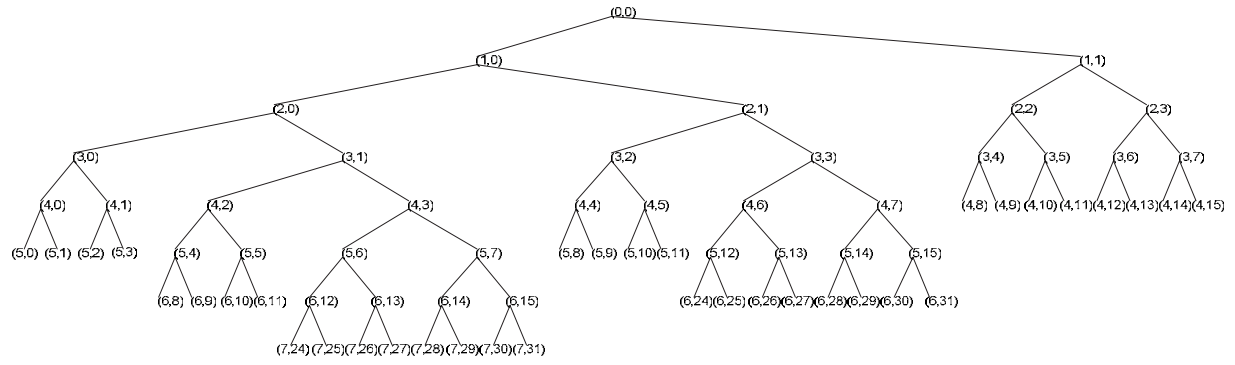 (0,0)
(1,0) (1,1)
(2,0) (2,1) (2,2) (2,3)
(3,0) (3,1) (3,2) (3,3) (3,4) (3,5) (3,6) (3,7)
(4,0) (4,1) (4,2) (4,3) (4,4) (4,5) (4,6) (4,7) (4,8) (4,9) (4,10) (4,11) (4,12) (4,13) (4,14) (4,15)
(5,0) (5,1) (5,2) (5,3) (5,4) (5,5) (5,6) (5,7) (5,8) (5,9) (5,10) (5,11) (5,12) (5,13) (5,14) (5,15)
(6,8) (6,9) (6,10) (6,11) (6,12) (6,13) (6,14) (6,15) (6,24) (6,25) (6,26) (6,27) (6,28) (6,29) (6,30) (6,31)
(7,24) (7,25) (7,26) (7,27) (7,28) (7,29) (7,30) (7,31)